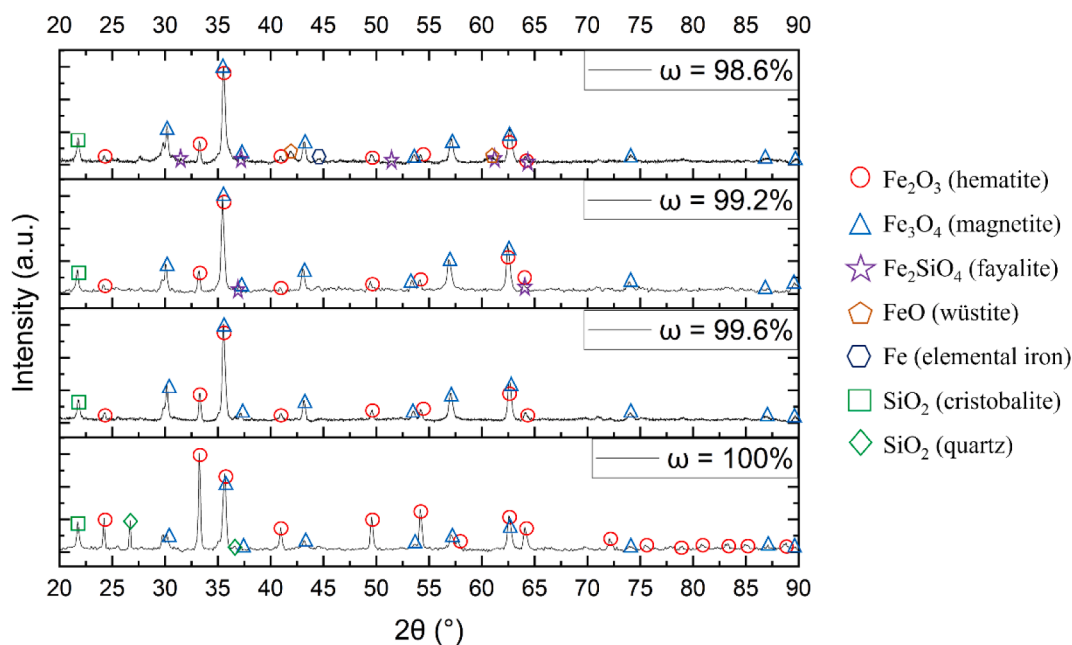 20 25 30 35 40 45 50 55 60 65 70 75 80 85 90
ω = 98.6%
ω = 99.2%
ω = 99.6%
ω = 100%
Intensity (a.u.)
20 25 30 35 40 45 50 55 60 65 70 75 80 85 90
2θ (°)
Fe₂O₃ (hematite)
Fe₃O₄ (magnetite)
Fe₂SiO₄ (fayalite)
FeO (wüstite)
Fe (elemental iron)
SiO₂ (cristobalite)
SiO₂ (quartz)